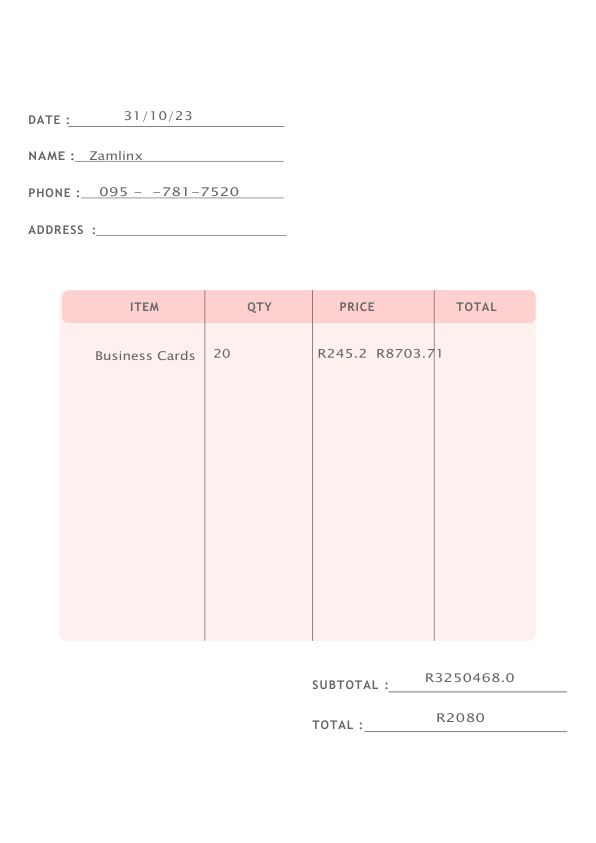 DATE : 31/10/23
NAME : Zamlinx
PHONE : 095 – –781–7520
ADDRESS :
ITEM QTY PRICE TOTAL
Business Cards 20 R245.2 R8703.71
SUBTOTAL : R3250468.0
TOTAL : R2080